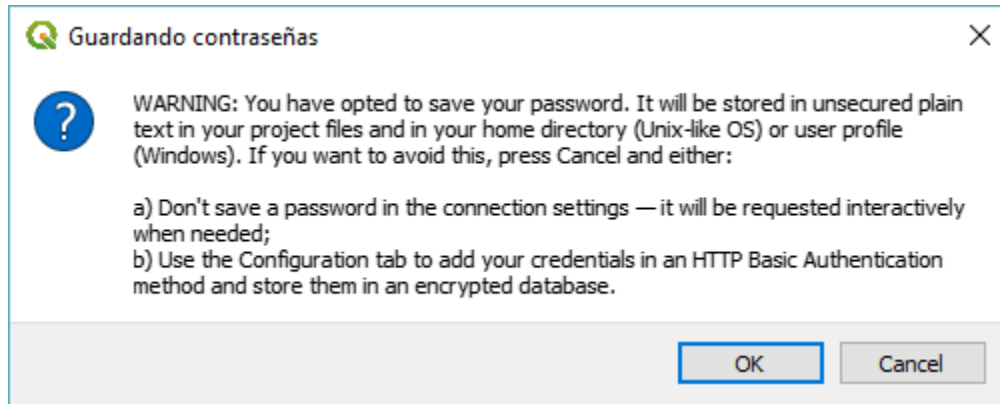 Guardando contraseñas
WARNING: You have opted to save your password. It will be stored in unsecured plain
text in your project files and in your home directory (Unix-like OS) or user profile
(Windows). If you want to avoid this, press Cancel and either:
a) Don't save a password in the connection settings — it will be requested interactively
when needed;
b) Use the Configuration tab to add your credentials in an HTTP Basic Authentication
method and store them in an encrypted database.
OK
Cancel